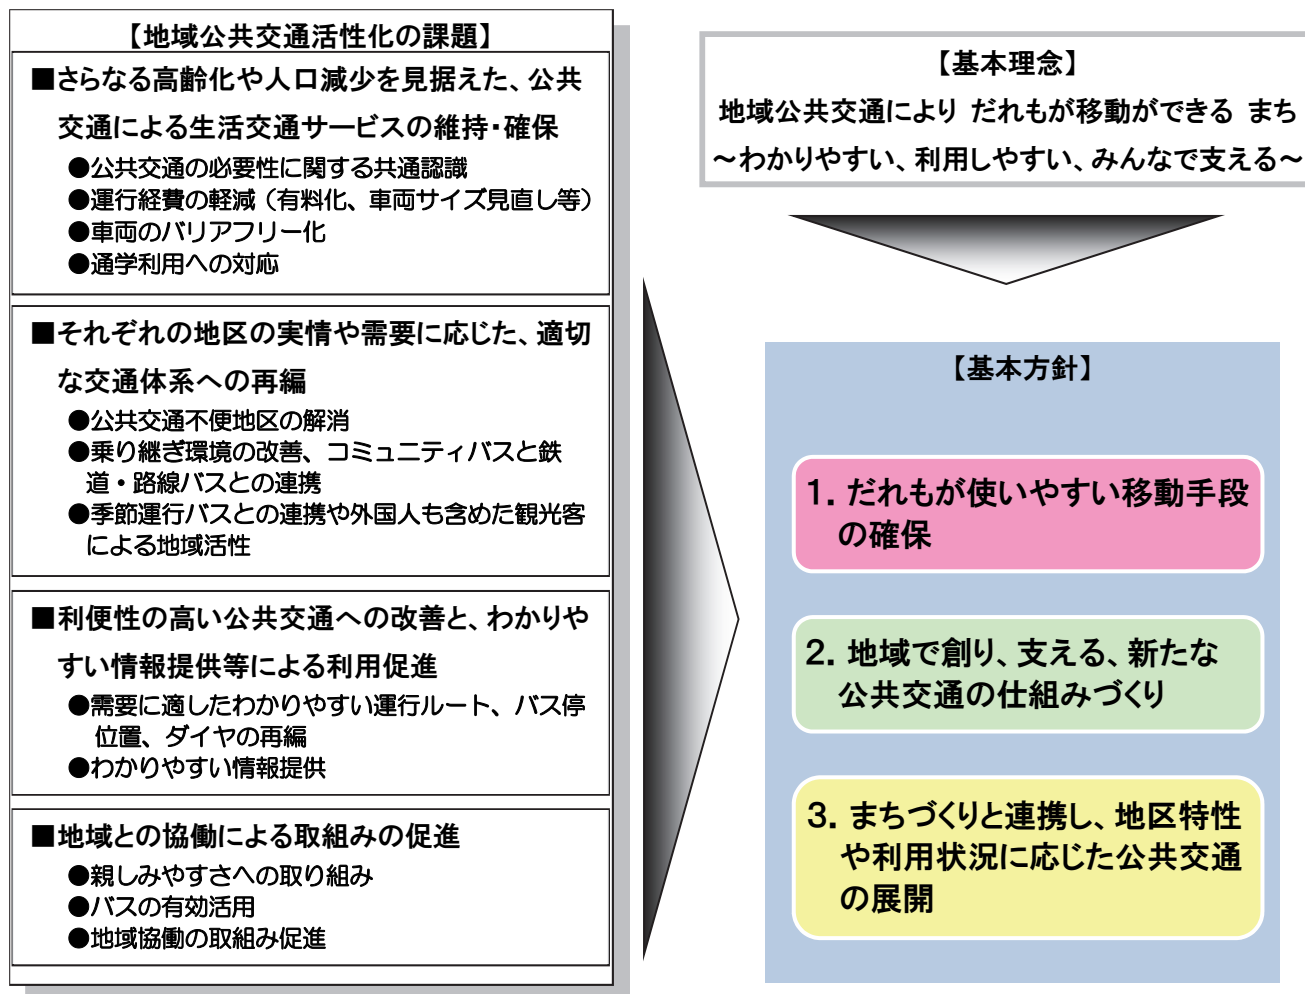 【地域公共交通活性化の課題】
■さらなる高齢化や人口減少を見据えた、公共
交通による生活交通サービスの維持・確保
●公共交通の必要性に関する共通認識
●運行経費の軽減（有料化、車両サイズ見直し等）
●車両のバリアフリー化
●通学利用への対応
■それぞれの地区の実情や需要に応じた、適切
な交通体系への再編
●公共交通不便地区の解消
●乗り継ぎ環境の改善、コミュニティバスと鉄
道・路線バスとの連携
●季節運行バスとの連携や外国人も含めた観光客
による地域活性
■利便性の高い公共交通への改善と、わかりや
すい情報提供等による利用促進
●需要に適したわかりやすい運行ルート、バス停
位置、ダイヤの再編
●わかりやすい情報提供
■地域との協働による取組みの促進
●親しみやすさへの取り組み
●バスの有効活用
●地域協働の取組み促進
【基本理念】
地域公共交通により だれもが移動ができる まち
～わかりやすい、利用しやすい、みんなで支える～
【基本方針】
1．だれもが使いやすい移動手段
の確保
2．地域で創り、支える、新たな
公共交通の仕組みづくり
3．まちづくりと連携し、地区特性
や利用状況に応じた公共交通
の展開